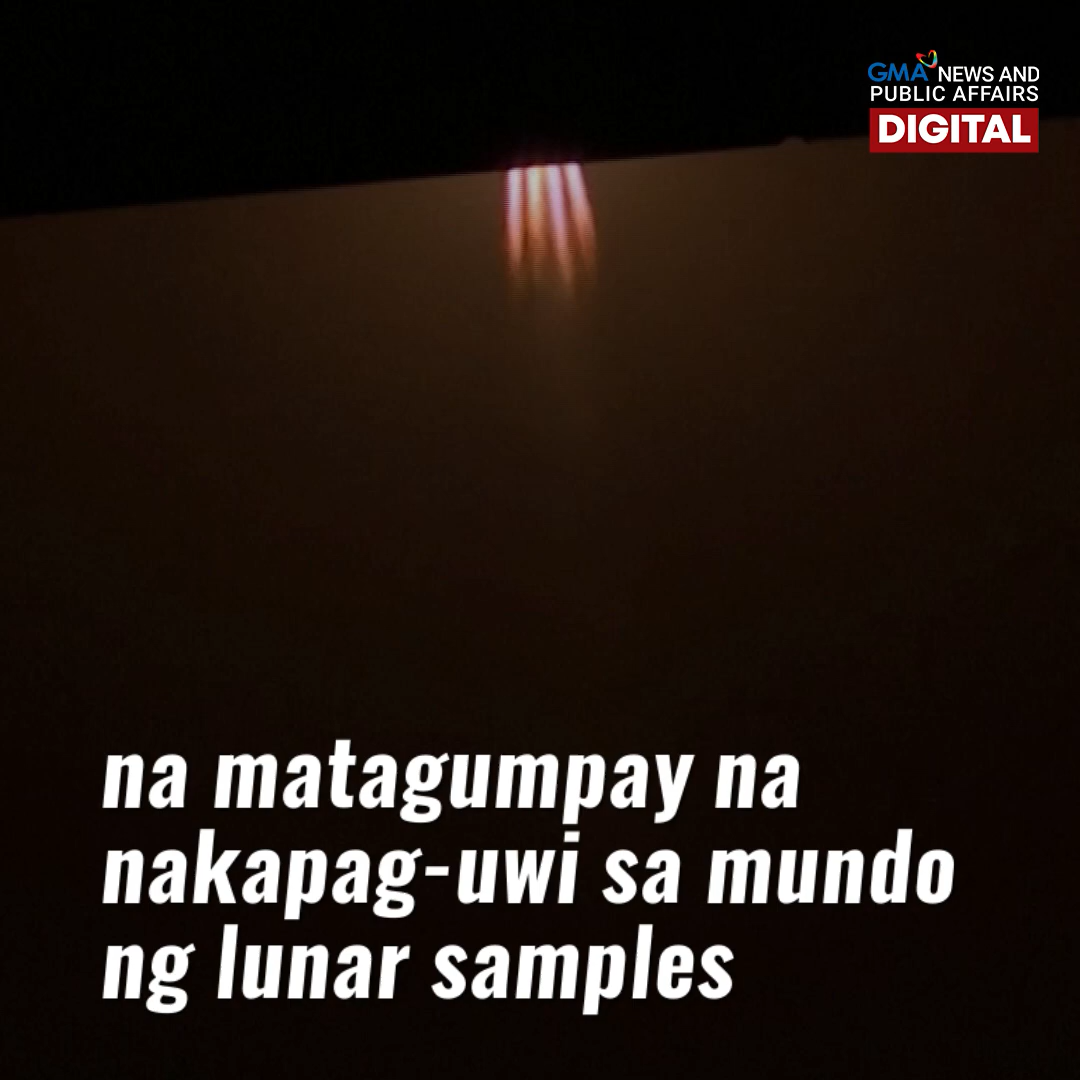 GMA NEWS AND
PUBLIC AFFAIRS
DIGITAL
na matagumpay na
nakapag-uwi sa mundo
ng lunar samples